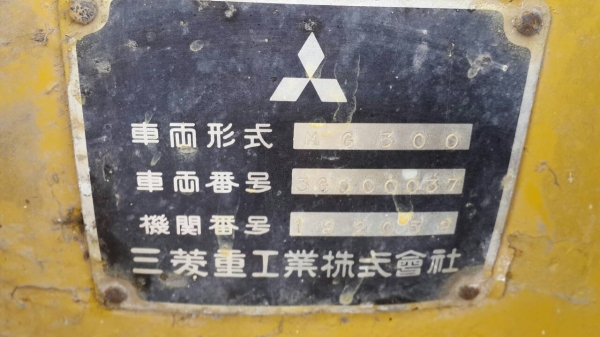 車両形式 MG300
車両番号
機関番号
三菱重工業株式會社